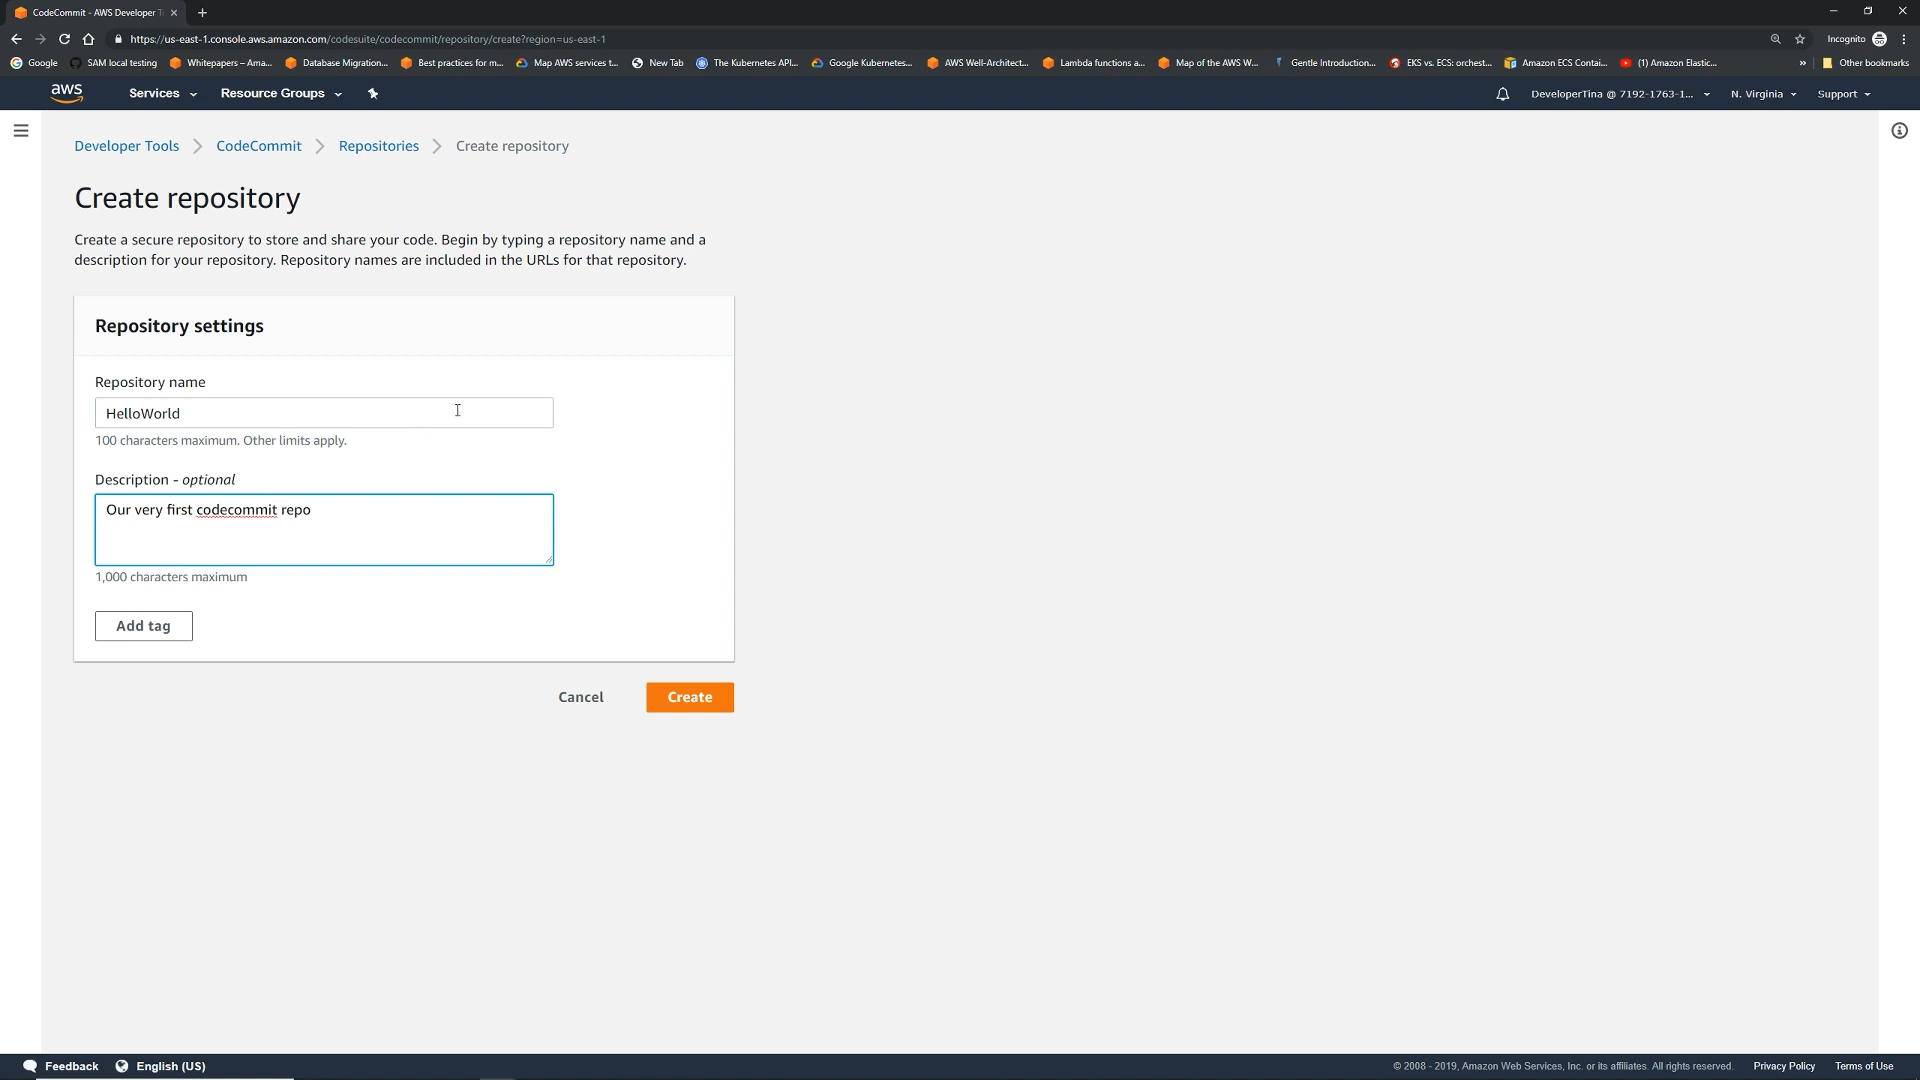 CodeCommit - AWS Developer T
https://us-east-1.console.aws.amazon.com/codesuite/codecommit/repository/create?region=us-east-1
Incognito
Google SAM local testing Whitepapers – Ama... Database Migration... Best practices for m... Map AWS services t... New Tab The Kubernetes API... Google Kubernetes... AWS Well-Architect... Lambda functions a... Map of the AWS W... Gentle Introduction... EKS vs. ECS: orchest... Amazon ECS Contai... (1) Amazon Elastic... » Other bookmarks
aws Services Resource Groups DeveloperTina @ 7192-1763-1... N. Virginia Support
Developer Tools CodeCommit Repositories Create repository
Create repository
Create a secure repository to store and share your code. Begin by typing a repository name and a
description for your repository. Repository names are included in the URLs for that repository.
Repository settings
Repository name
HelloWorld
100 characters maximum. Other limits apply.
Description - optional
Our very first codecommit repo
1,000 characters maximum
Add tag
Cancel Create
Feedback English (US) © 2008 - 2019, Amazon Web Services, Inc. or its affiliates. All rights reserved. Privacy Policy Terms of Use